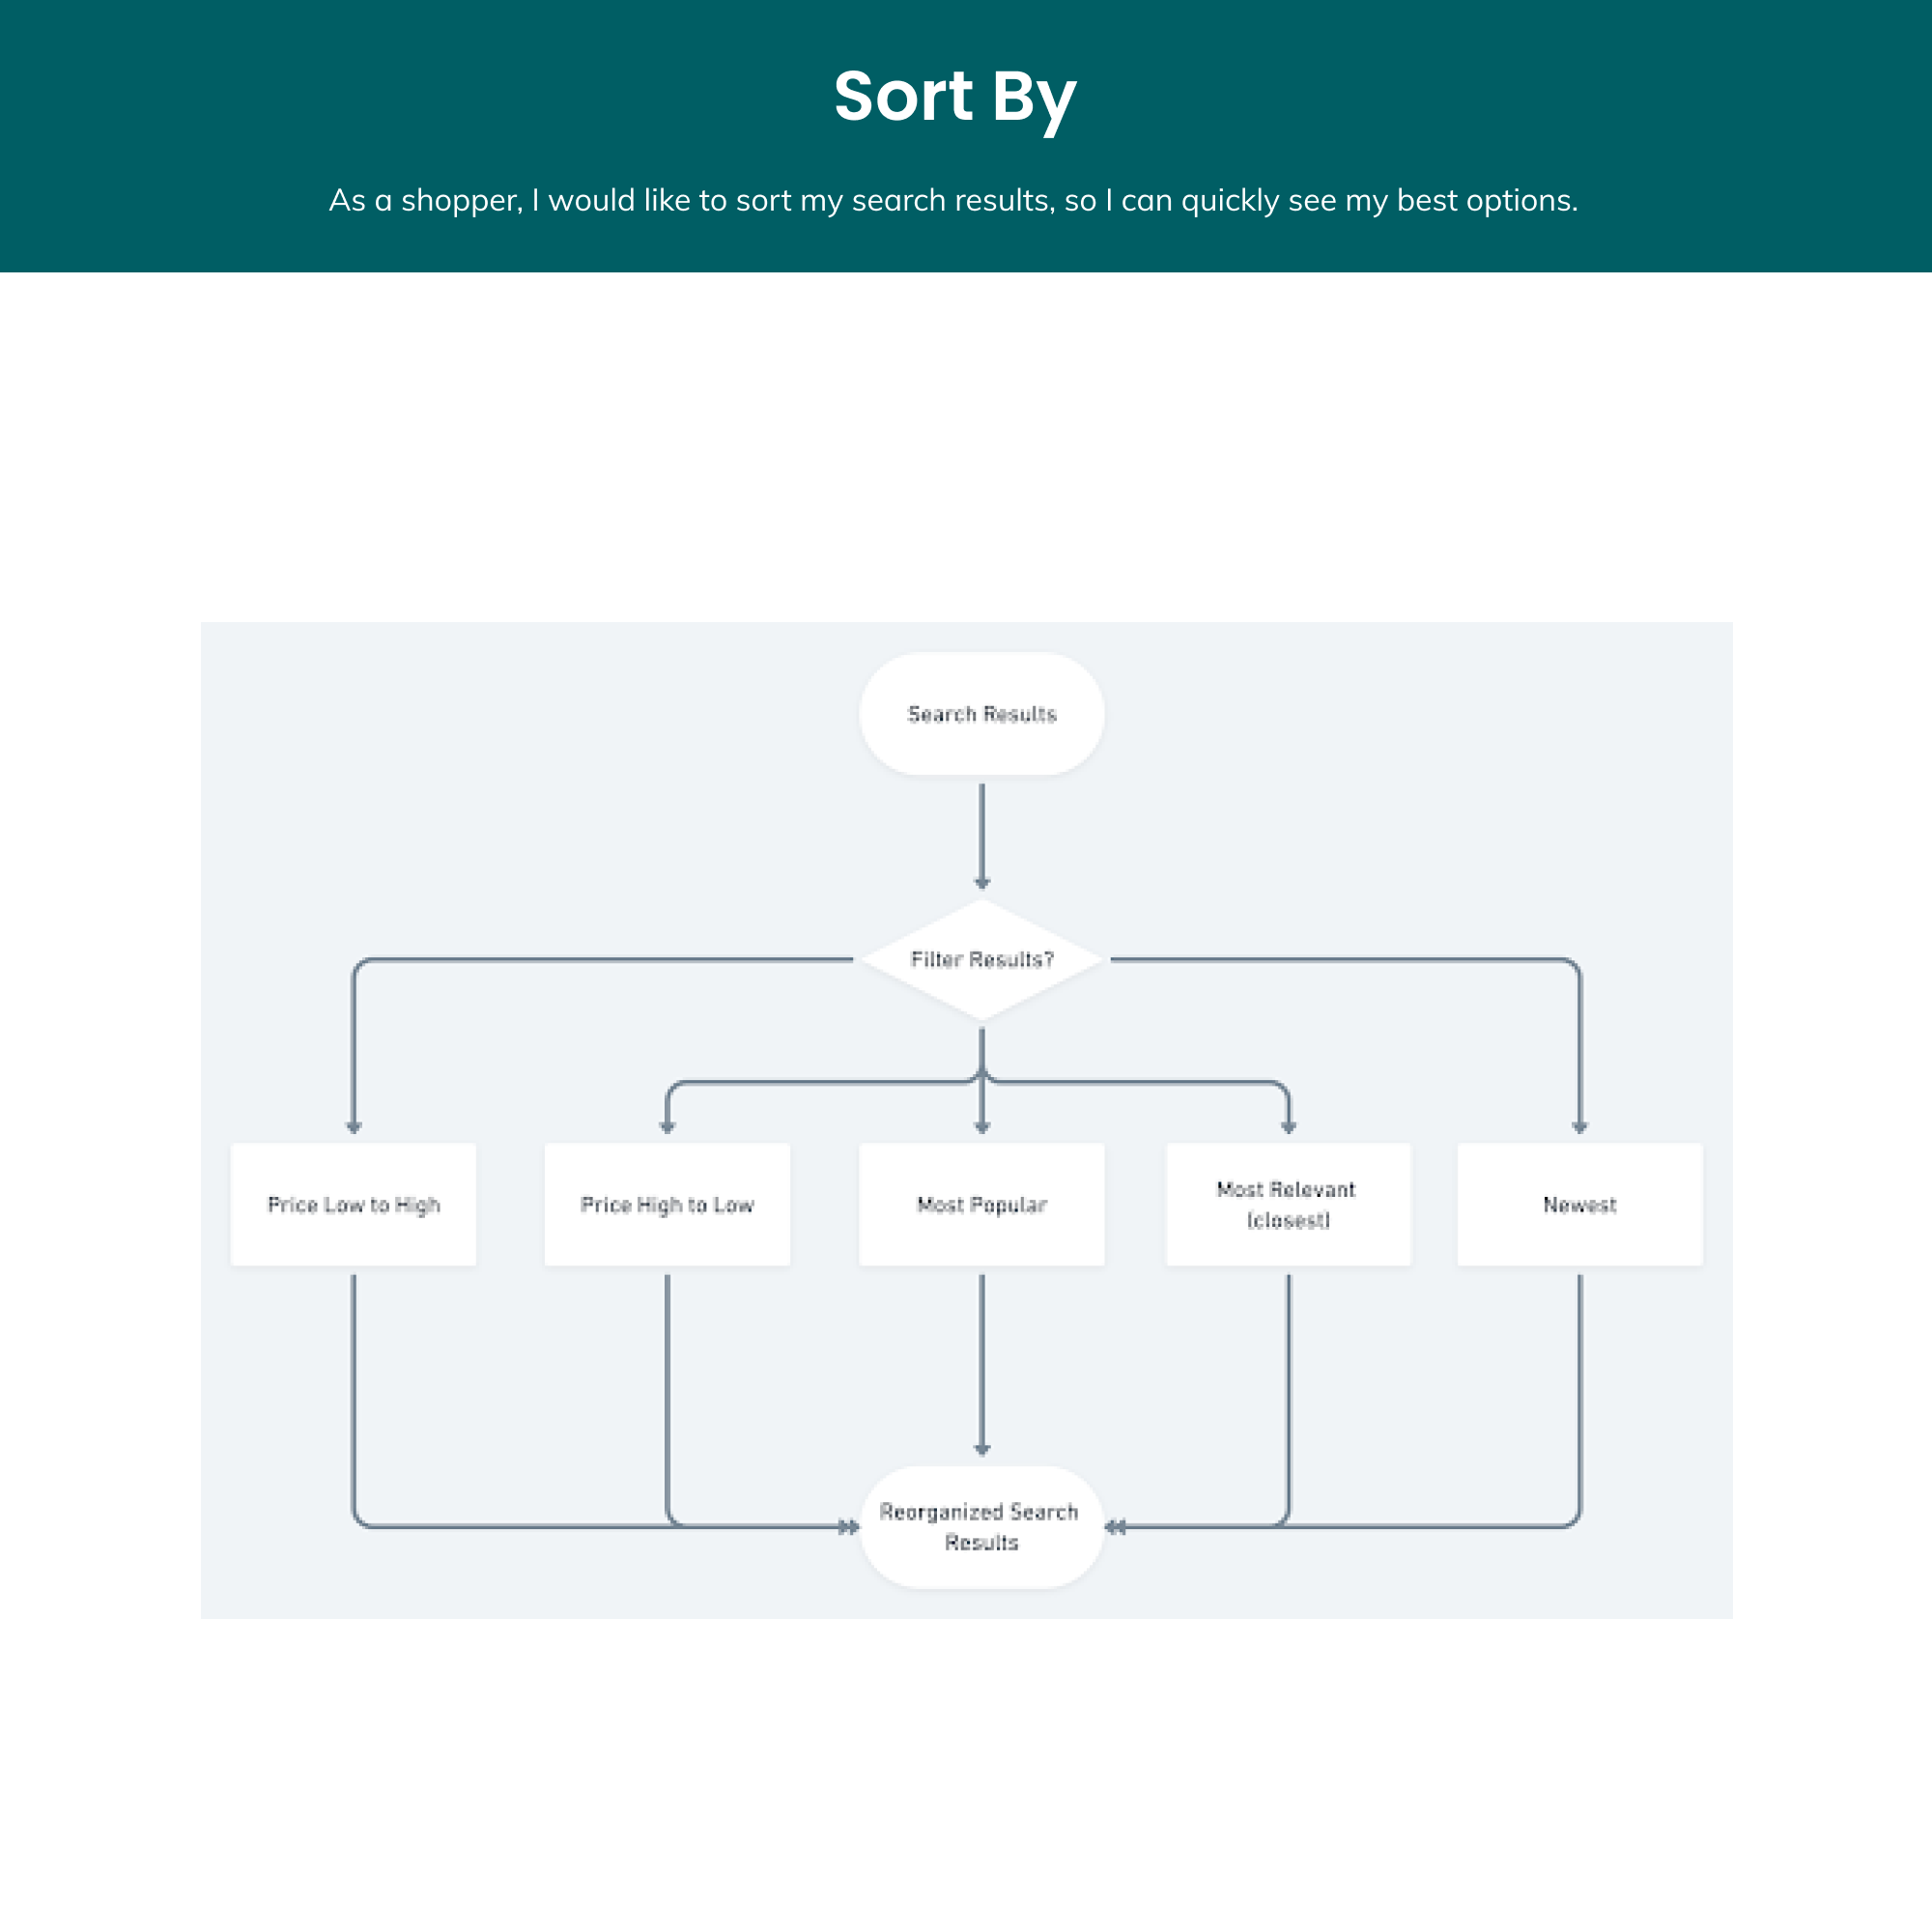 Sort By
As a shopper, I would like to sort my search results, so I can quickly see my best options.
Search Results
Filter Results?
Price Low to High
Price High to Low
Most Popular
Most Relevant
(closest)
Newest
Reorganized Search
Results